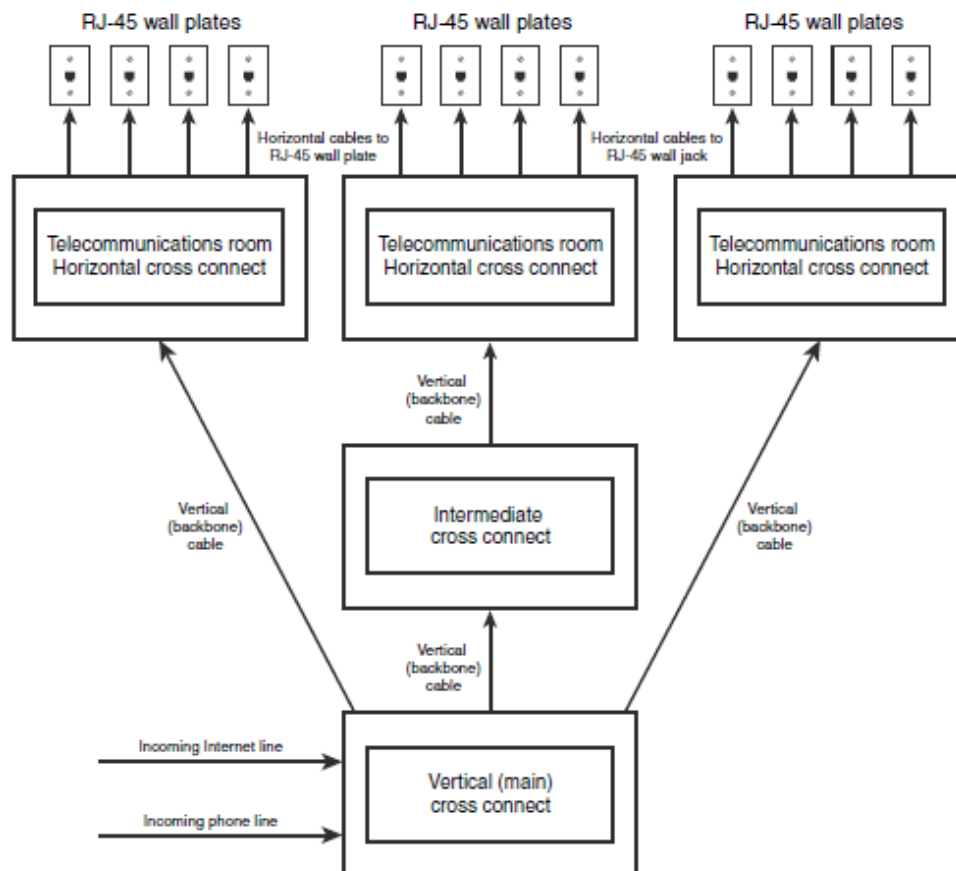 RJ-45 wall plates
RJ-45 wall plates
RJ-45 wall plates
Horizontal cables to
RJ-45 wall plate
Horizontal cables to
RJ-45 wall jack
Telecommunications room
Horizontal cross connect
Telecommunications room
Horizontal cross connect
Telecommunications room
Horizontal cross connect
Vertical
(backbone)
cable
Vertical
(backbone)
cable
Intermediate
cross connect
Vertical
(backbone)
cable
Vertical
(backbone)
cable
Incoming Internet line
Vertical (main)
cross connect
Incoming phone line